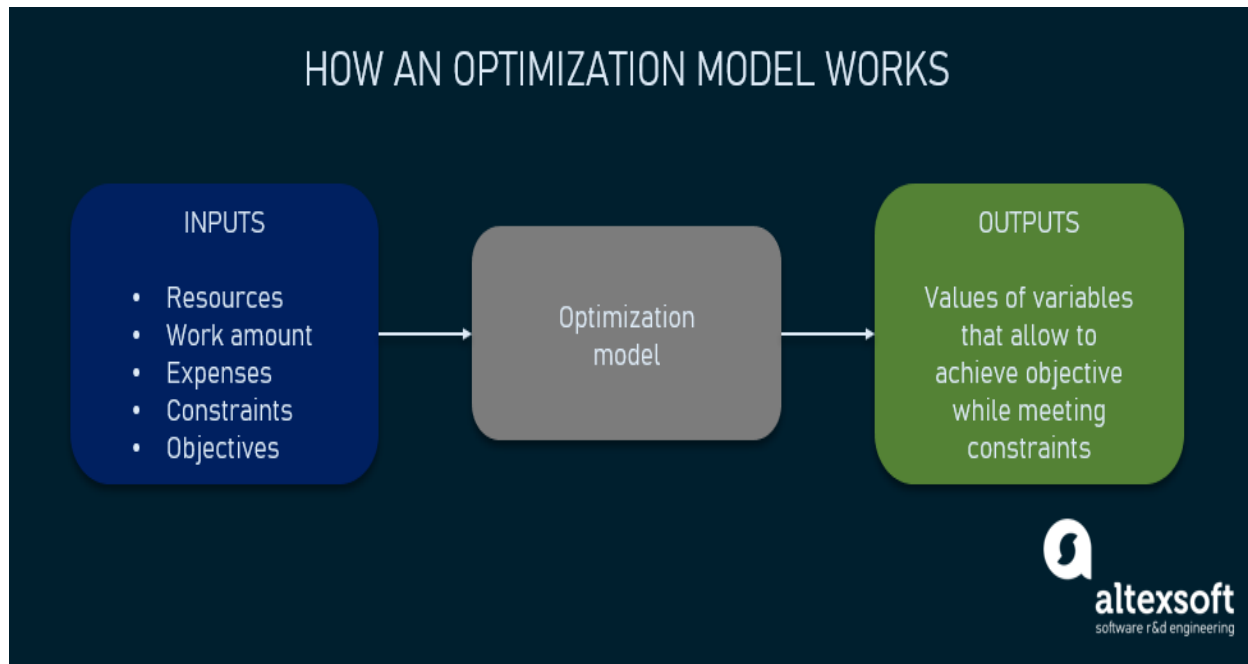 HOW AN OPTIMIZATION MODEL WORKS
INPUTS
• Resources
• Work amount
• Expenses
• Constraints
• Objectives
Optimization
model
OUTPUTS
Values of variables
that allow to
achieve objective
while meeting
constraints
altexsoft
software r&d engineering